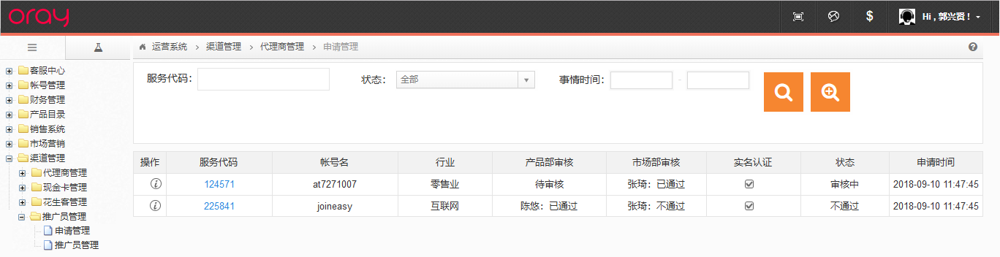 oray
$
Hi , 郭兴贤 !
运营系统 > 渠道管理 > 代理商管理 > 申请管理
客服中心
帐号管理
财务管理
产品目录
销售系统
市场营销
渠道管理
代理商管理
现金卡管理
花生客管理
推广员管理
申请管理
推广员管理
服务代码:
状态: 全部
事情时间: -
操作 服务代码 帐号名 行业 产品部审核 市场部审核 实名认证 状态 申请时间
124571 at7271007 零售业 待审核 张琦: 已通过 审核中 2018-09-10 11:47:45
225841 joineasy 互联网 陈悠: 已通过 张琦: 不通过 不通过 2018-09-10 11:47:45